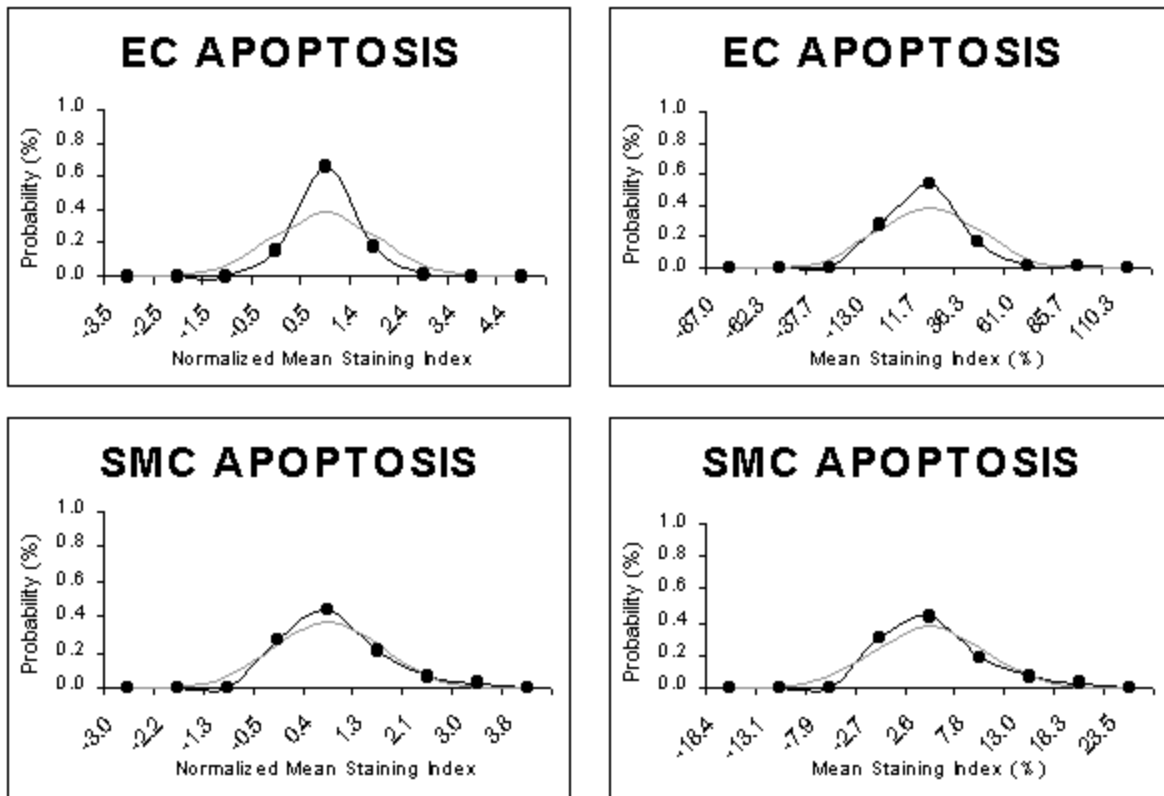 EC APOPTOSIS
Probability (%)
1.0
0.8
0.6
0.4
0.2
0.0
-3.5 -2.5 -1.5 -0.5 0.5 1.4 2.4 3.4 4.4
Normalized Mean Staining Index
EC APOPTOSIS
Probability (%)
1.0
0.8
0.6
0.4
0.2
0.0
-87.0 -62.3 -37.7 -13.0 11.7 36.3 61.0 85.7 110.3
Mean Staining Index (%)
SMC APOPTOSIS
Probability (%)
1.0
0.8
0.6
0.4
0.2
0.0
-3.0 -2.2 -1.3 -0.5 0.4 1.3 2.1 3.0 3.8
Normalized Mean Staining Index
SMC APOPTOSIS
Probability (%)
1.0
0.8
0.6
0.4
0.2
0.0
-18.4 -13.1 -7.9 -2.7 2.6 7.8 13.0 18.3 23.5
Mean Staining Index (%)